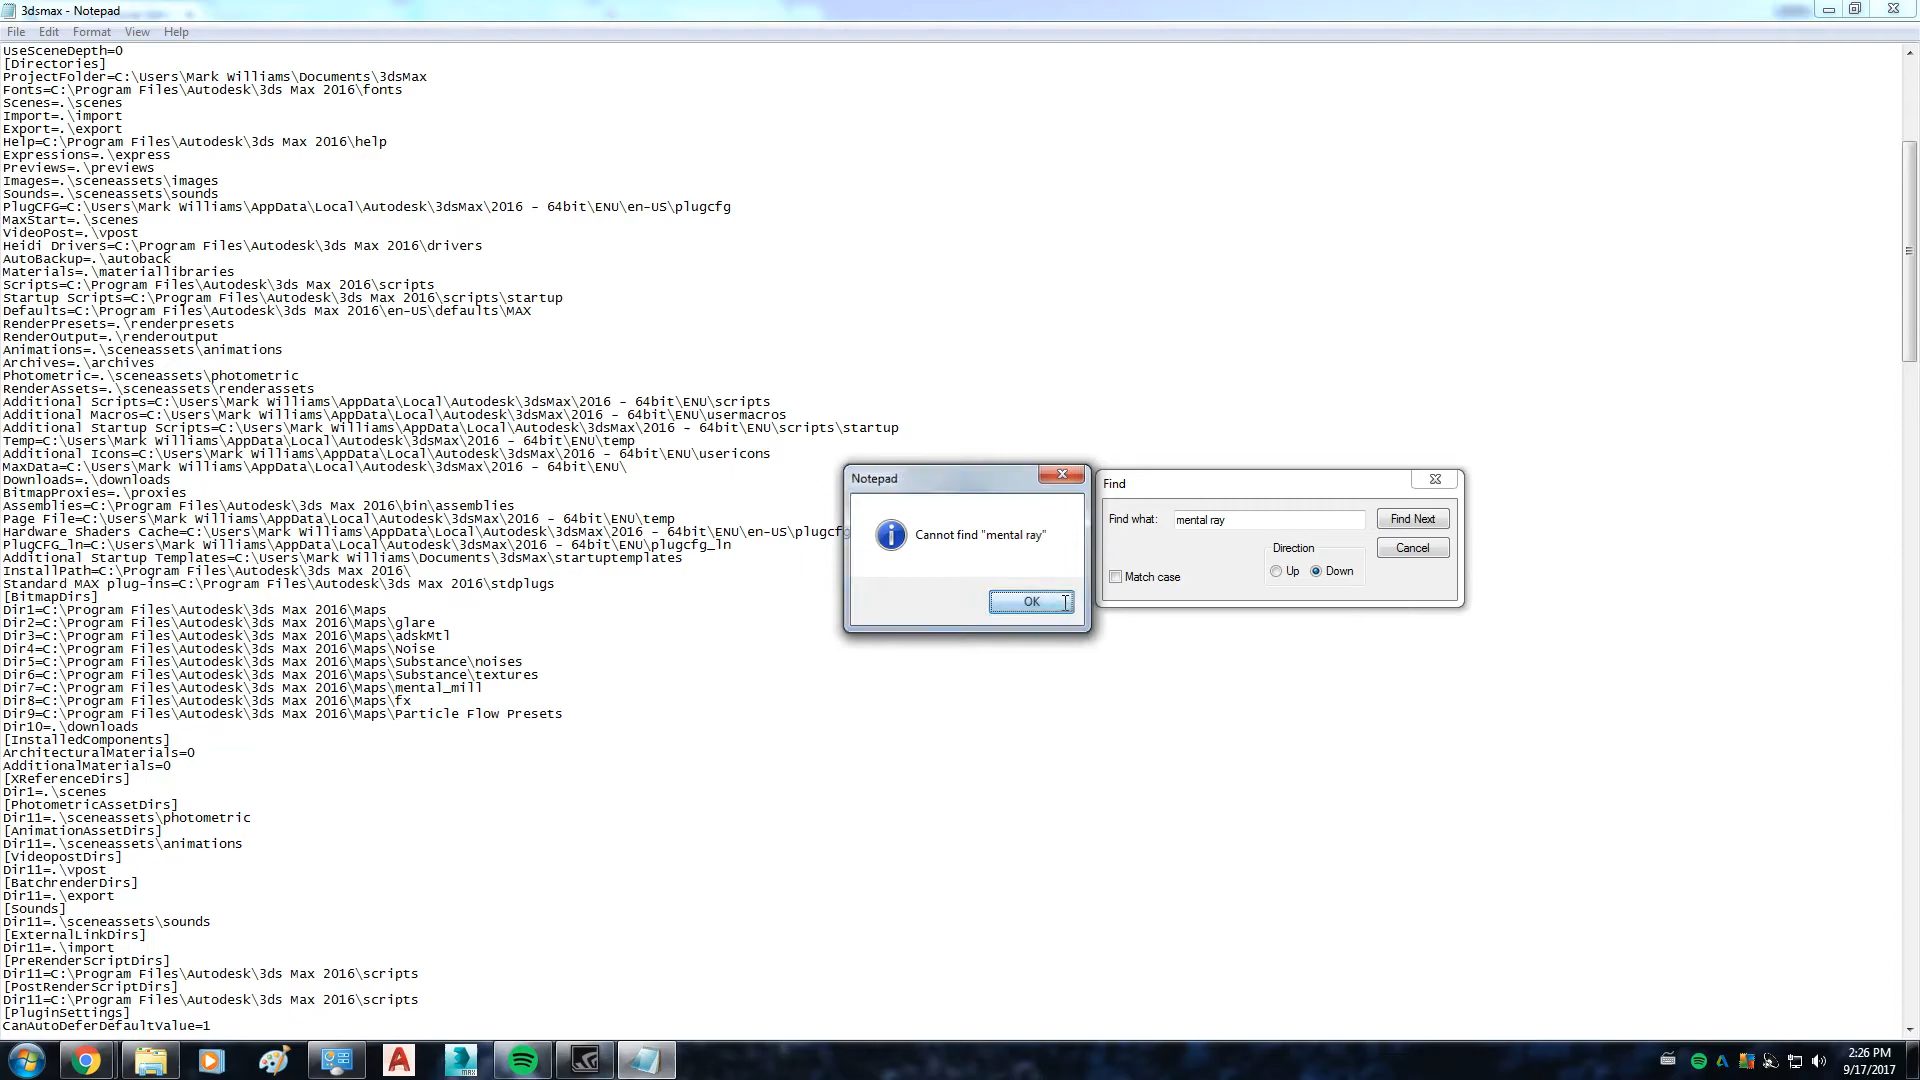 3dsmax - Notepad
File Edit Format View Help
UseSceneDepth=0
[Directories]
ProjectFolder=C:\Users\Mark Williams\Documents\3dsMax
Fonts=C:\Program Files\Autodesk\3ds Max 2016\fonts
Scenes=.\scenes
Import=.\import
Export=.\export
Help=C:\Program Files\Autodesk\3ds Max 2016\help
Expressions=.\express
Previews=.\previews
Images=.\sceneassets\images
Sounds=.\sceneassets\sounds
PlugCFG=C:\Users\Mark Williams\AppData\Local\Autodesk\3dsMax\2016 - 64bit\ENU\en-US\plugcfg
MaxStart=.\scenes
VideoPost=.\vpost
Heidi Drivers=C:\Program Files\Autodesk\3ds Max 2016\drivers
AutoBackup=.\autoback
Materials=.\materiallibraries
Scripts=C:\Program Files\Autodesk\3ds Max 2016\scripts
Startup Scripts=C:\Program Files\Autodesk\3ds Max 2016\scripts\startup
Defaults=C:\Program Files\Autodesk\3ds Max 2016\en-US\defaults\MAX
RenderPresets=.\renderpresets
RenderOutput=.\renderoutput
Animations=.\sceneassets\animations
Archives=.\archives
Photometric=.\sceneassets\photometric
RenderAssets=.\sceneassets\renderassets
Additional Scripts=C:\Users\Mark Williams\AppData\Local\Autodesk\3dsMax\2016 - 64bit\ENU\scripts
Additional Macros=C:\Users\Mark Williams\AppData\Local\Autodesk\3dsMax\2016 - 64bit\ENU\usermacros
Additional Startup Scripts=C:\Users\Mark Williams\AppData\Local\Autodesk\3dsMax\2016 - 64bit\ENU\scripts\startup
Temp=C:\Users\Mark Williams\AppData\Local\Autodesk\3dsMax\2016 - 64bit\ENU\temp
Additional Icons=C:\Users\Mark Williams\AppData\Local\Autodesk\3dsMax\2016 - 64bit\ENU\usericons
MaxData=C:\Users\Mark Williams\AppData\Local\Autodesk\3dsMax\2016 - 64bit\ENU\
Downloads=.\downloads
BitmapProxies=.\proxies
Assemblies=C:\Program Files\Autodesk\3ds Max 2016\bin\assemblies
Page File=C:\Users\Mark Williams\AppData\Local\Autodesk\3dsMax\2016 - 64bit\ENU\temp
Hardware Shaders Cache=C:\Users\Mark Williams\AppData\Local\Autodesk\3dsMax\2016 - 64bit\ENU\en-US\plugcfg
PlugCFG_ln=C:\Users\Mark Williams\AppData\Local\Autodesk\3dsMax\2016 - 64bit\ENU\plugcfg_ln
Additional Startup Templates=C:\Users\Mark Williams\Documents\3dsMax\startuptemplates
InstallPath=C:\Program Files\Autodesk\3ds Max 2016\
Standard MAX plug-ins=C:\Program Files\Autodesk\3ds Max 2016\stdplugs
[BitmapDirs]
Dir1=C:\Program Files\Autodesk\3ds Max 2016\Maps
Dir2=C:\Program Files\Autodesk\3ds Max 2016\Maps\glare
Dir3=C:\Program Files\Autodesk\3ds Max 2016\Maps\adskMtl
Dir4=C:\Program Files\Autodesk\3ds Max 2016\Maps\Noise
Dir5=C:\Program Files\Autodesk\3ds Max 2016\Maps\Substance\noises
Dir6=C:\Program Files\Autodesk\3ds Max 2016\Maps\Substance\textures
Dir7=C:\Program Files\Autodesk\3ds Max 2016\Maps\mental_mill
Dir8=C:\Program Files\Autodesk\3ds Max 2016\Maps\fx
Dir9=C:\Program Files\Autodesk\3ds Max 2016\Maps\Particle Flow Presets
Dir10=.\downloads
[InstalledComponents]
ArchitecturalMaterials=0
AdditionalMaterials=0
[XReferenceDirs]
Dir1=.\scenes
[PhotometricAssetDirs]
Dir11=.\sceneassets\photometric
[AnimationAssetDirs]
Dir11=.\sceneassets\animations
[VideopostDirs]
Dir11=.\vpost
[BatchrenderDirs]
Dir11=.\export
[Sounds]
Dir11=.\sceneassets\sounds
[ExternalLinkDirs]
Dir11=.\import
[PreRenderScriptDirs]
Dir11=C:\Program Files\Autodesk\3ds Max 2016\scripts
[PostRenderScriptDirs]
Dir11=C:\Program Files\Autodesk\3ds Max 2016\scripts
[PluginSettings]
CanAutoDeferDefaultValue=1
Notepad
Cannot find "mental ray"
OK
Find
Find what: mental ray Find Next
Direction Cancel
Up Down
Match case
MAX
2:26 PM
9/17/2017